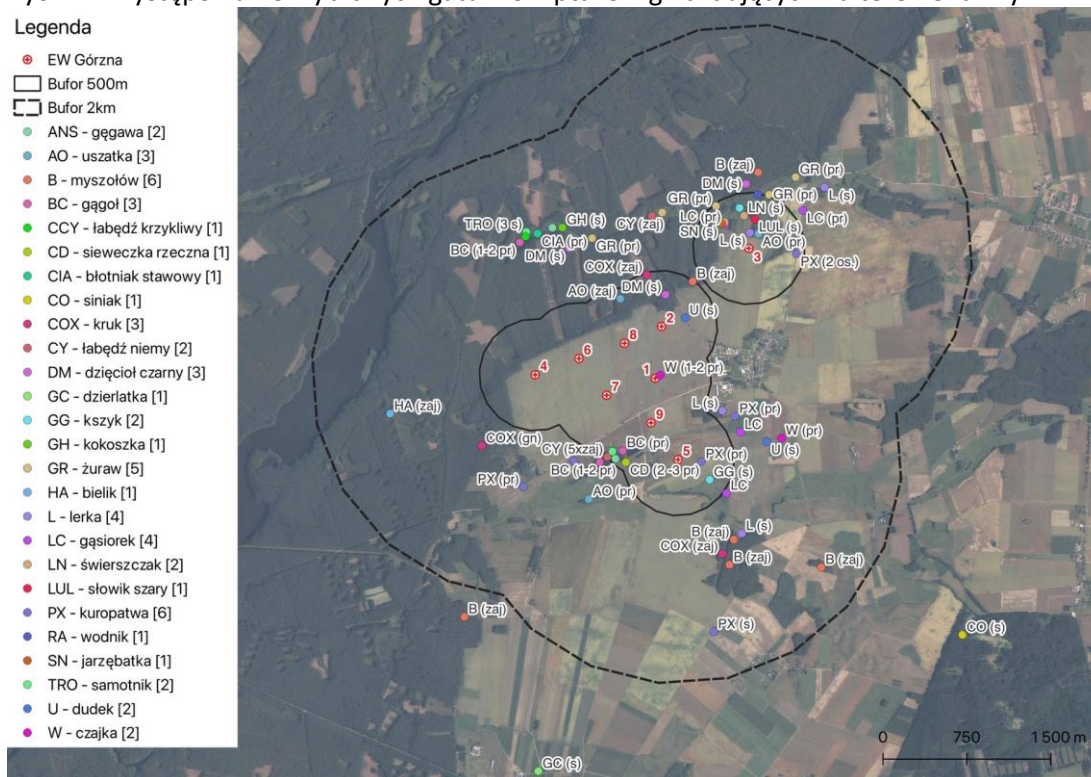 Legenda
EW Górzna
Bufor 500m
Bufor 2km
ANS - gęgawa [2]
AO - uszatka [3]
B - myszołów [6]
BC - gągoł [3]
CCY - łabędź krzykliwy [1]
CD - sieweczka rzeczna [1]
CIA - błotniak stawowy [1]
CO - siniak [1]
COX - kruk [3]
CY - łabędź niemy [2]
DM - dzięcioł czarny [3]
GC - dzierlatka [1]
GG - kszyk [2]
GH - kokoszka [1]
GR - żuraw [5]
HA - bielik [1]
L - lerka [4]
LC - gąsiorek [4]
LN - świerszczak [2]
LUL - słowik szary [1]
PX - kuropatwa [6]
RA - wodnik [1]
SN - jarzębatka [1]
TRO - samotnik [2]
U - dudek [2]
W - czajka [2]
B (zaj)
GR (pr)
DM (s)
L (s)
GR (pr)
GR (pr)
LN (s)
LC (pr)
CY (zaj)
LC (pr)
LUL (s)
SN (s)
TRO (3 s)
GH (s)
L (s)
AO (pr)
CIA (pr)
GR (pr)
BC (1-2 pr)
DM (s)
3
PX (2 os.)
COX (zaj)
B (zaj)
DM (s)
AO (zaj)
U (s)
2
8
6
4
1
W (1-2 pr)
7
HA (zaj)
L (s)
PX (pr)
9
LC
W (pr)
COX (gn)
CY (5xzaj)
BC (pr)
U (s)
5
PX (pr)
BC (1-2 pr)
CD (2 -3 pr)
GG (s)
PX (pr)
LC
AO (pr)
B (zaj)
L (s)
COX (zaj)
B (zaj)
B (zaj)
B (zaj)
PX (s)
CO (s)
GC (s)
0
750
1 500 m